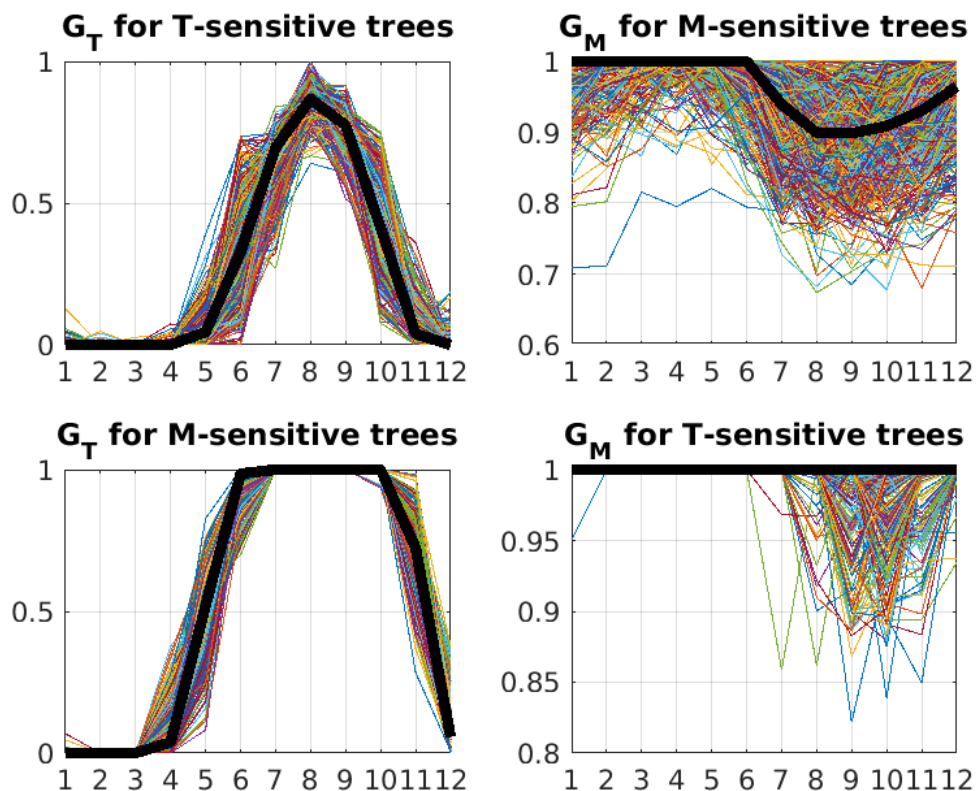 G_T for T-sensitive trees
1
0.5
0
1 2 3 4 5 6 7 8 9 10 11 12
G_M for M-sensitive trees
1
0.9
0.8
0.7
0.6
1 2 3 4 5 6 7 8 9 10 11 12
G_T for M-sensitive trees
1
0.5
0
1 2 3 4 5 6 7 8 9 10 11 12
G_M for T-sensitive trees
1
0.95
0.9
0.85
0.8
1 2 3 4 5 6 7 8 9 10 11 12